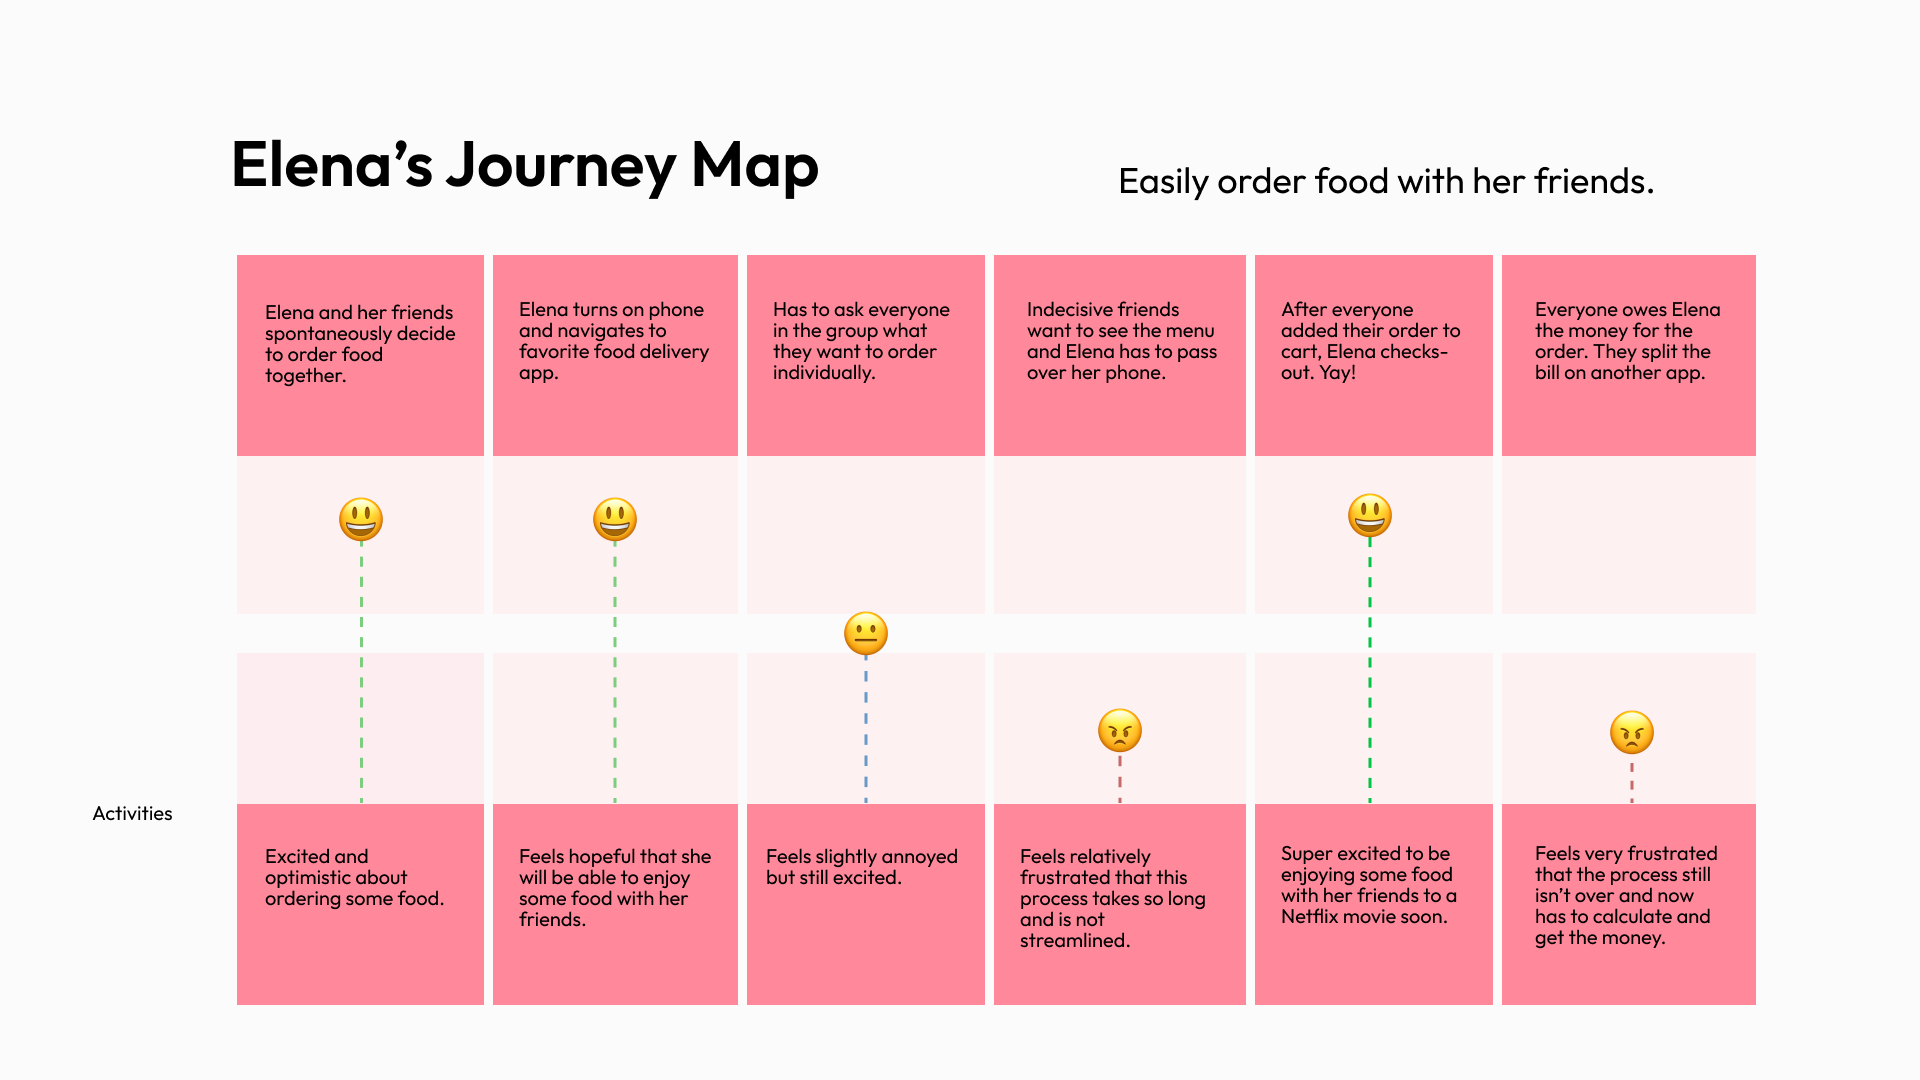 Elena’s Journey Map
Easily order food with her friends.
Elena and her friends
spontaneously decide
to order food
together.
Elena turns on phone
and navigates to
favorite food delivery
app.
Has to ask everyone
in the group what
they want to order
individually.
Indecisive friends
want to see the menu
and Elena has to pass
over her phone.
After everyone
added their order to
cart, Elena checks-
out. Yay!
Everyone owes Elena
the money for the
order. They split the
bill on another app.
Activities
Excited and
optimistic about
ordering some food.
Feels hopeful that she
will be able to enjoy
some food with her
friends.
Feels slightly annoyed
but still excited.
Feels relatively
frustrated that this
process takes so long
and is not
streamlined.
Super excited to be
enjoying some food
with her friends to a
Netflix movie soon.
Feels very frustrated
that the process still
isn’t over and now
has to calculate and
get the money.